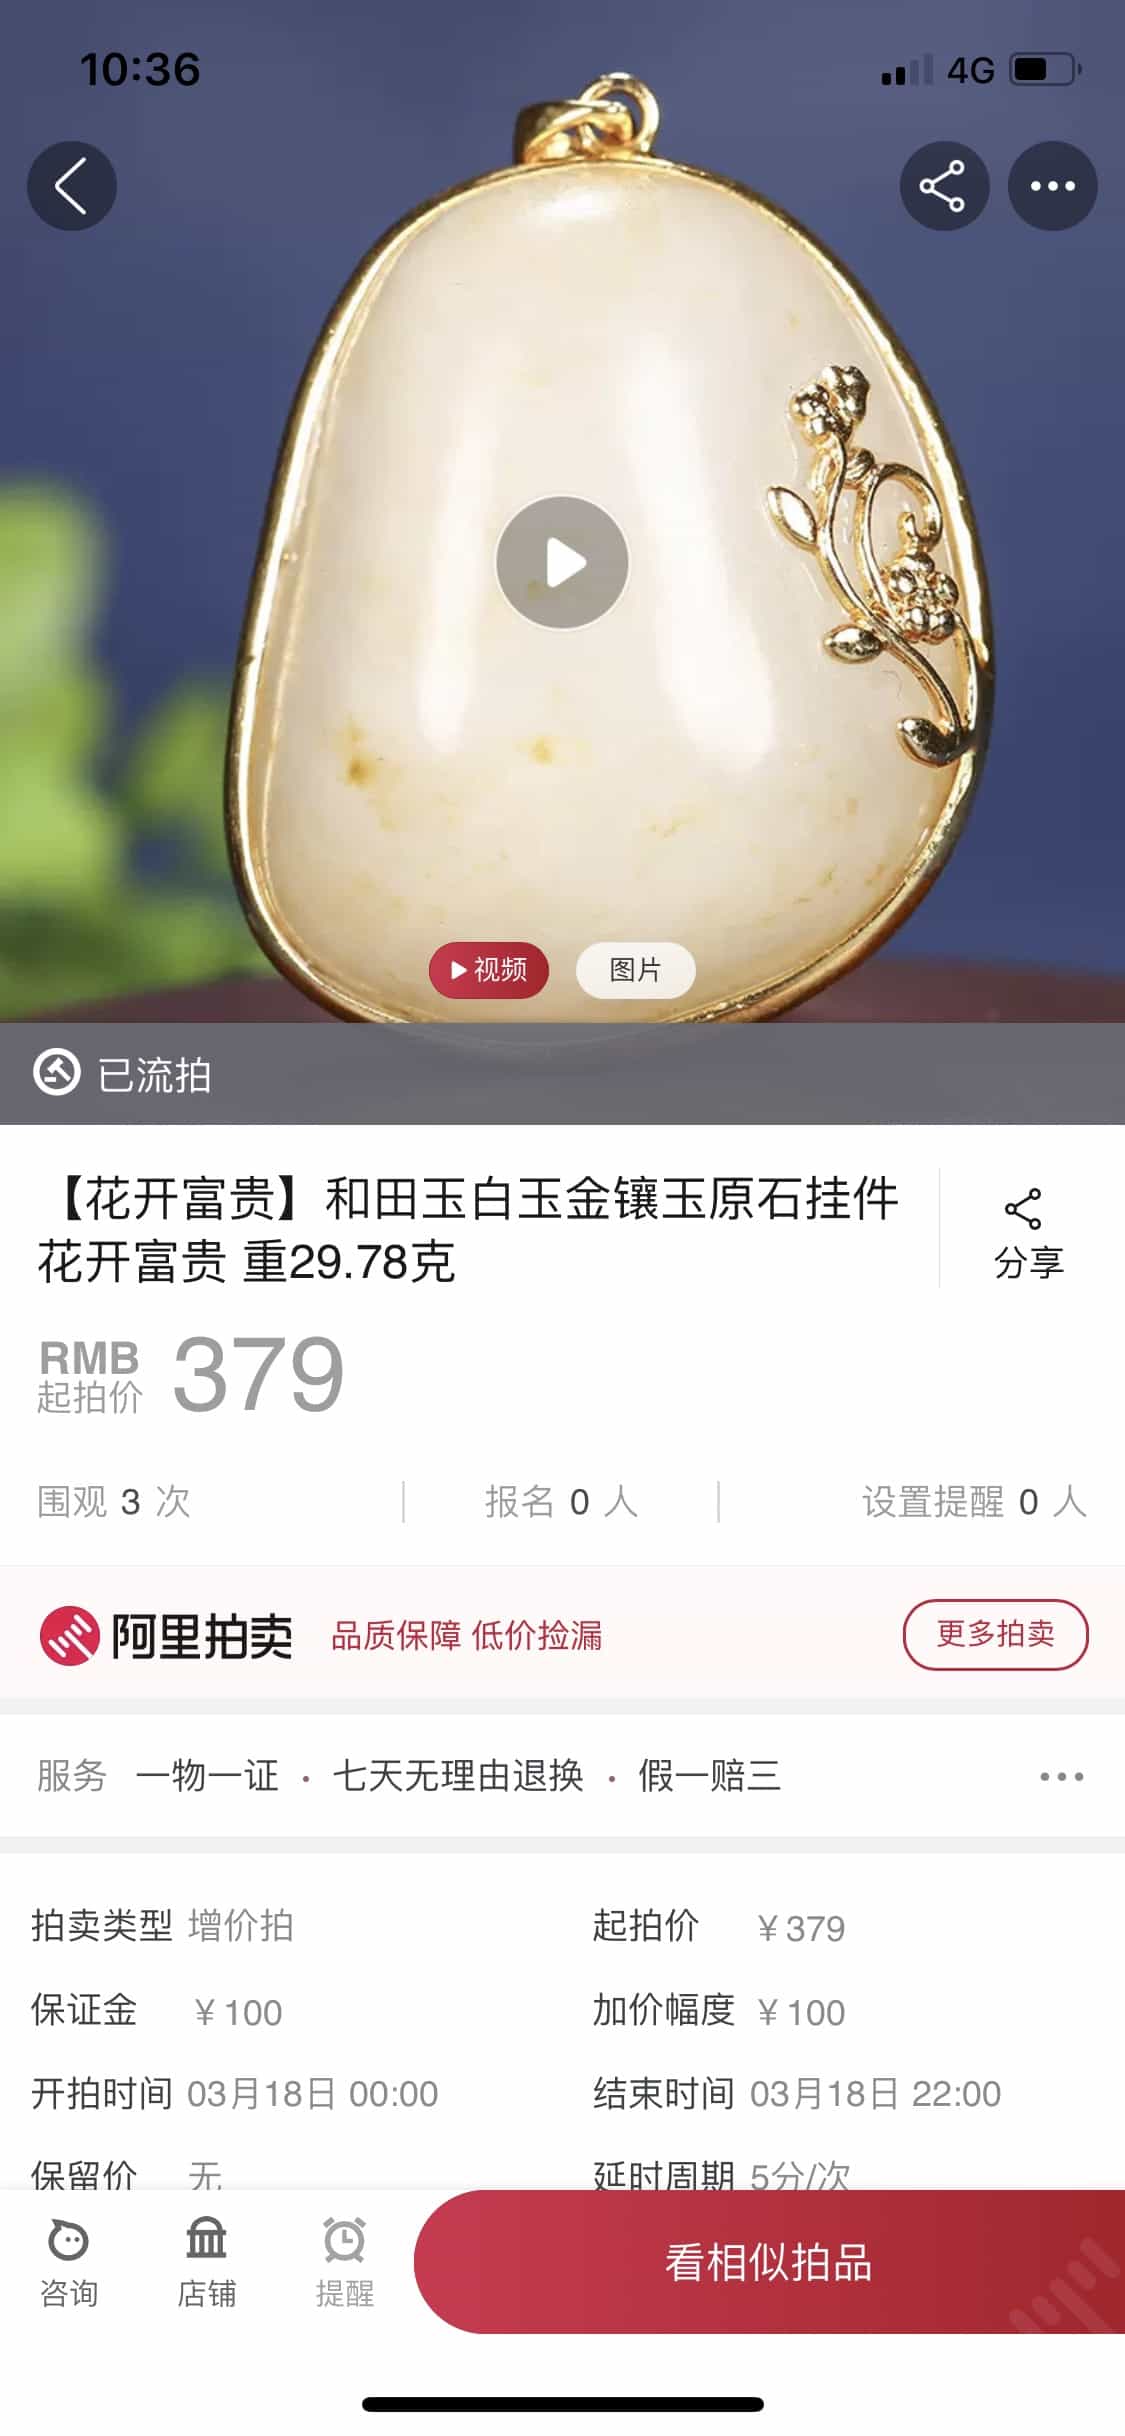 10:36
4G
视频
图片
已流拍
【花开富贵】和田玉白玉金镶玉原石挂件
花开富贵 重29.78克
分享
RMB
起拍价
379
围观 3 次
报名 0 人
设置提醒 0 人
阿里拍卖
品质保障 低价捡漏
更多拍卖
服务 一物一证 · 七天无理由退换 · 假一赔三
拍卖类型 增价拍
起拍价 ¥379
保证金 ¥100
加价幅度 ¥100
开拍时间 03月18日 00:00
结束时间 03月18日 22:00
保留价 无
延时周期 5分/次
咨询
店铺
提醒
看相似拍品